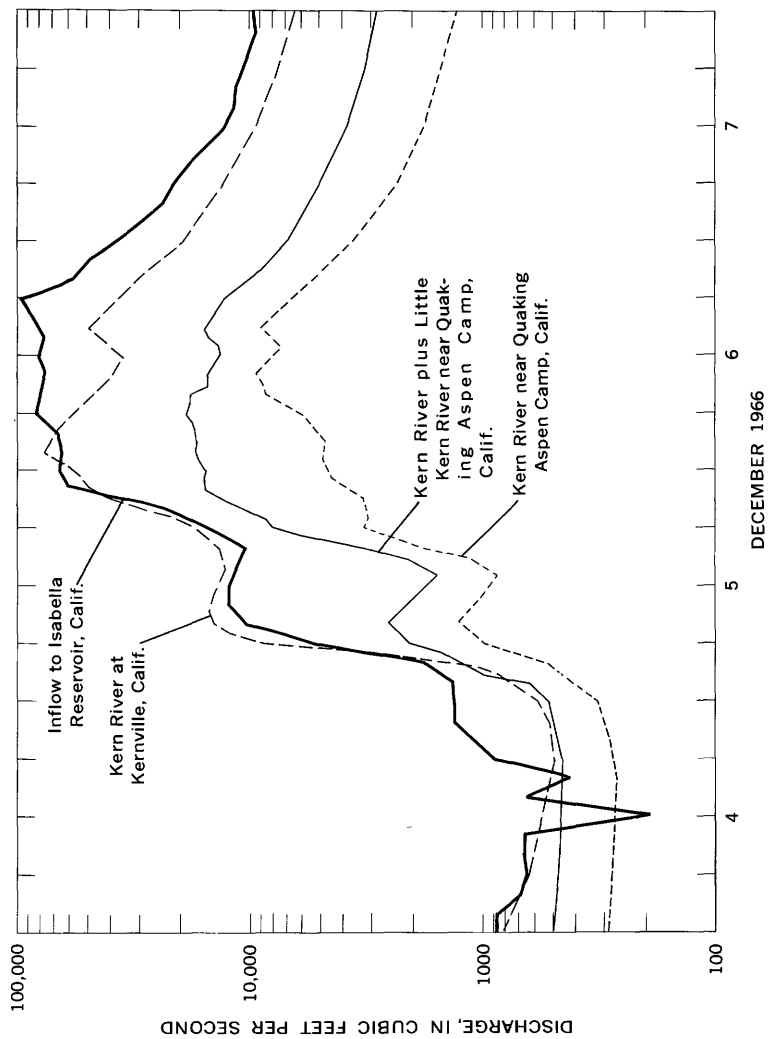 100,000
10,000
1000
100
DISCHARGE, IN CUBIC FEET PER SECOND
Inflow to Isabella
Reservoir, Calif.
Kern River at
Kernville, Calif.
Kern River plus Little
Kern River near Quak-
ing Aspen Camp,
Calif.
Kern River near Quaking
Aspen Camp, Calif.
4
5
6
7
DECEMBER 1966